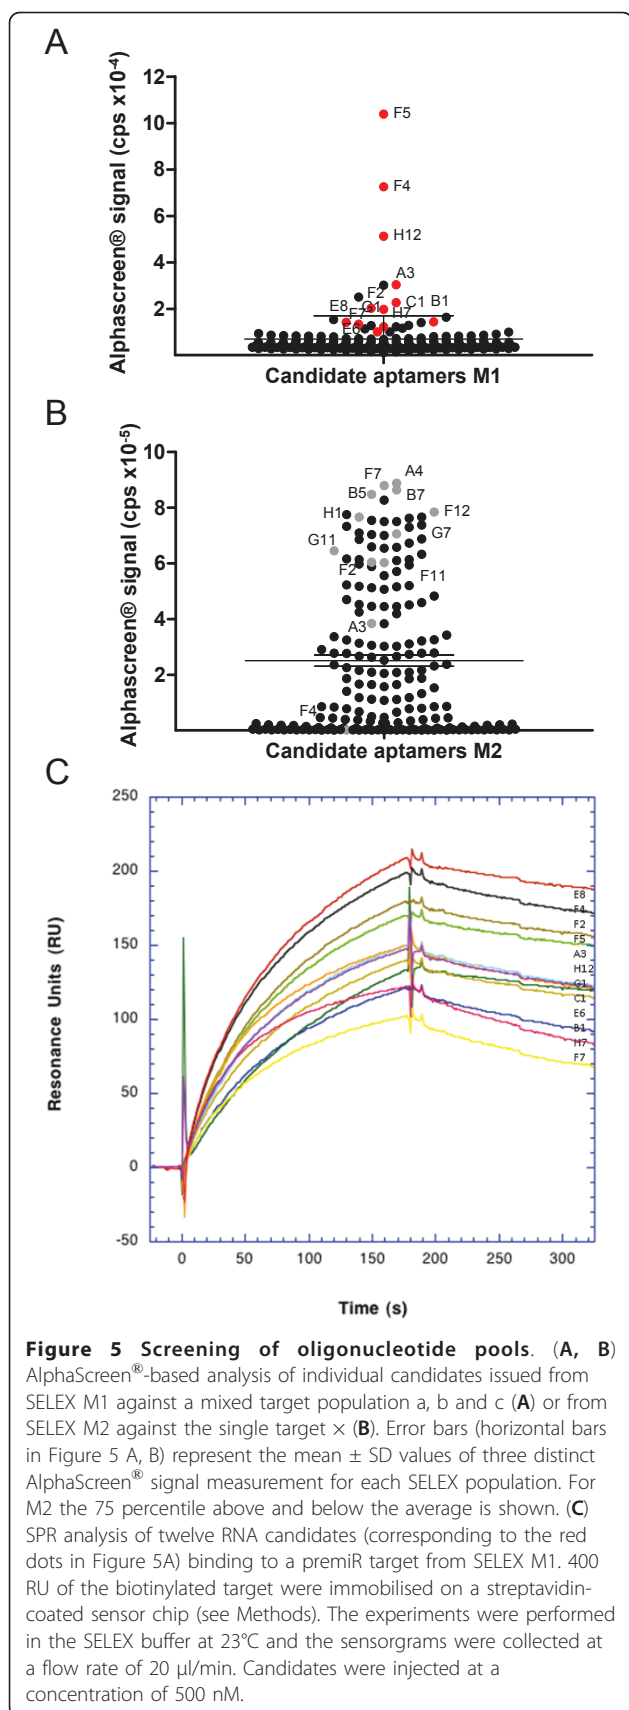 A
Alphascreen® signal (cps x10-4)
12
10
8
6
4
2
F5
F4
H12
A3
F2
E8
G1
C1
B1
F7
H7
E6
Candidate aptamers M1
B
Alphascreen® signal (cps x10-5)
10
8
6
4
2
F7
A4
B5
B7
H1
F12
G11
G7
F2
F11
A3
F4
Candidate aptamers M2
C
Resonance Units (RU)
250
200
150
100
50
0
-50
E8
F4
F2
F5
A3
H12
G1
C1
E6
B1
H7
F7
0 50 100 150 200 250 300
Time (s)
Figure 5 Screening of oligonucleotide pools. (A, B)
AlphaScreen®-based analysis of individual candidates issued from
SELEX M1 against a mixed target population a, b and c (A) or from
SELEX M2 against the single target × (B). Error bars (horizontal bars
in Figure 5 A, B) represent the mean ± SD values of three distinct
AlphaScreen® signal measurement for each SELEX population. For
M2 the 75 percentile above and below the average is shown. (C)
SPR analysis of twelve RNA candidates (corresponding to the red
dots in Figure 5A) binding to a premiR target from SELEX M1. 400
RU of the biotinylated target were immobilised on a streptavidin-
coated sensor chip (see Methods). The experiments were performed
in the SELEX buffer at 23°C and the sensorgrams were collected at
a flow rate of 20 μl/min. Candidates were injected at a
concentration of 500 nM.